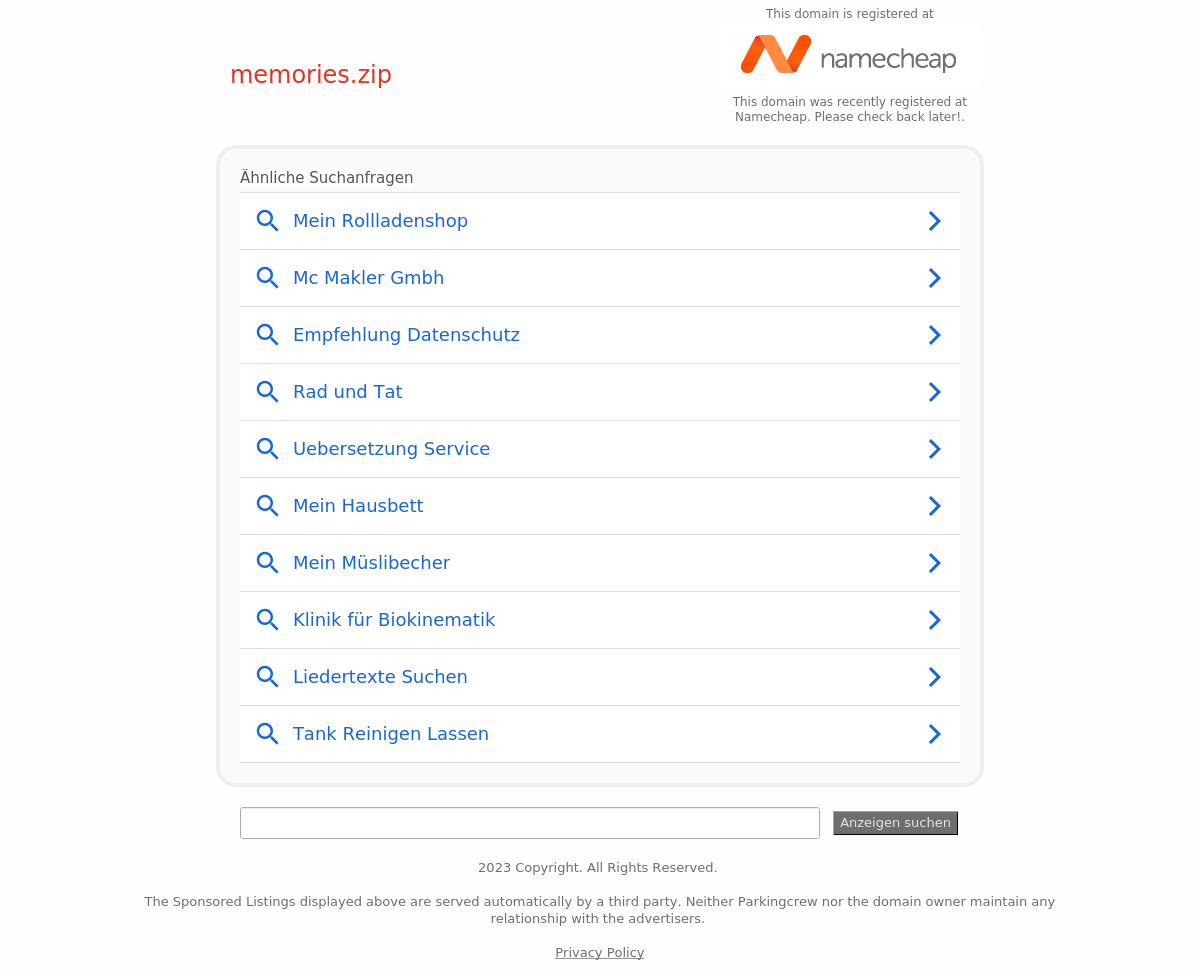 This domain is registered at
namecheap
memories.zip
This domain was recently registered at
Namecheap. Please check back later!.
Ähnliche Suchanfragen
Mein Rollladenshop
Mc Makler Gmbh
Empfehlung Datenschutz
Rad und Tat
Uebersetzung Service
Mein Hausbett
Mein Müslibecher
Klinik für Biokinematik
Liedertexte Suchen
Tank Reinigen Lassen
Anzeigen suchen
2023 Copyright. All Rights Reserved.
The Sponsored Listings displayed above are served automatically by a third party. Neither Parkingcrew nor the domain owner maintain any
relationship with the advertisers.
Privacy Policy